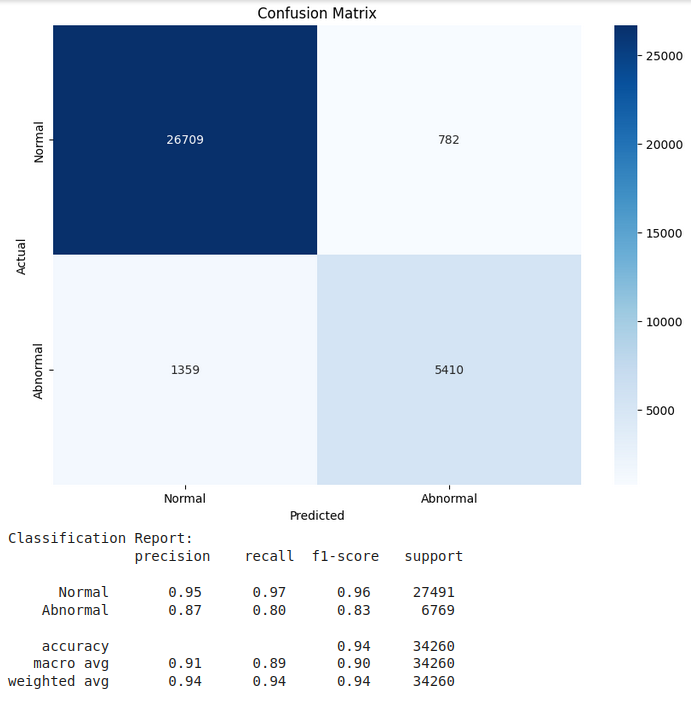 Confusion Matrix
Normal
26709
782
Actual
Abnormal
1359
5410
Normal
Abnormal
Predicted
25000
20000
15000
10000
5000
Classification Report:
precision recall f1-score support
Normal 0.95 0.97 0.96 27491
Abnormal 0.87 0.80 0.83 6769
accuracy 0.94 34260
macro avg 0.91 0.89 0.90 34260
weighted avg 0.94 0.94 0.94 34260